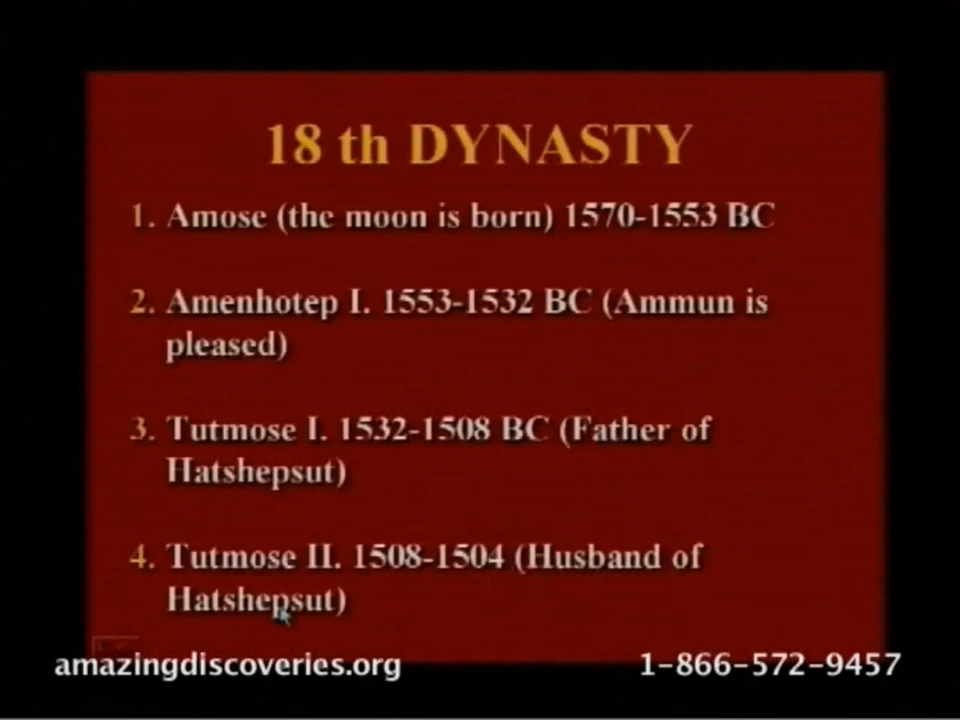 18 th DYNASTY
1. Amose (the moon is born) 1570-1553 BC
2. Amenhotep I. 1553-1532 BC (Ammun is
pleased)
3. Tutmose I. 1532-1508 BC (Father of
Hatshepsut)
4. Tutmose II. 1508-1504 (Husband of
Hatshepsut)
amazingdiscoveries.org
1-866-572-9457